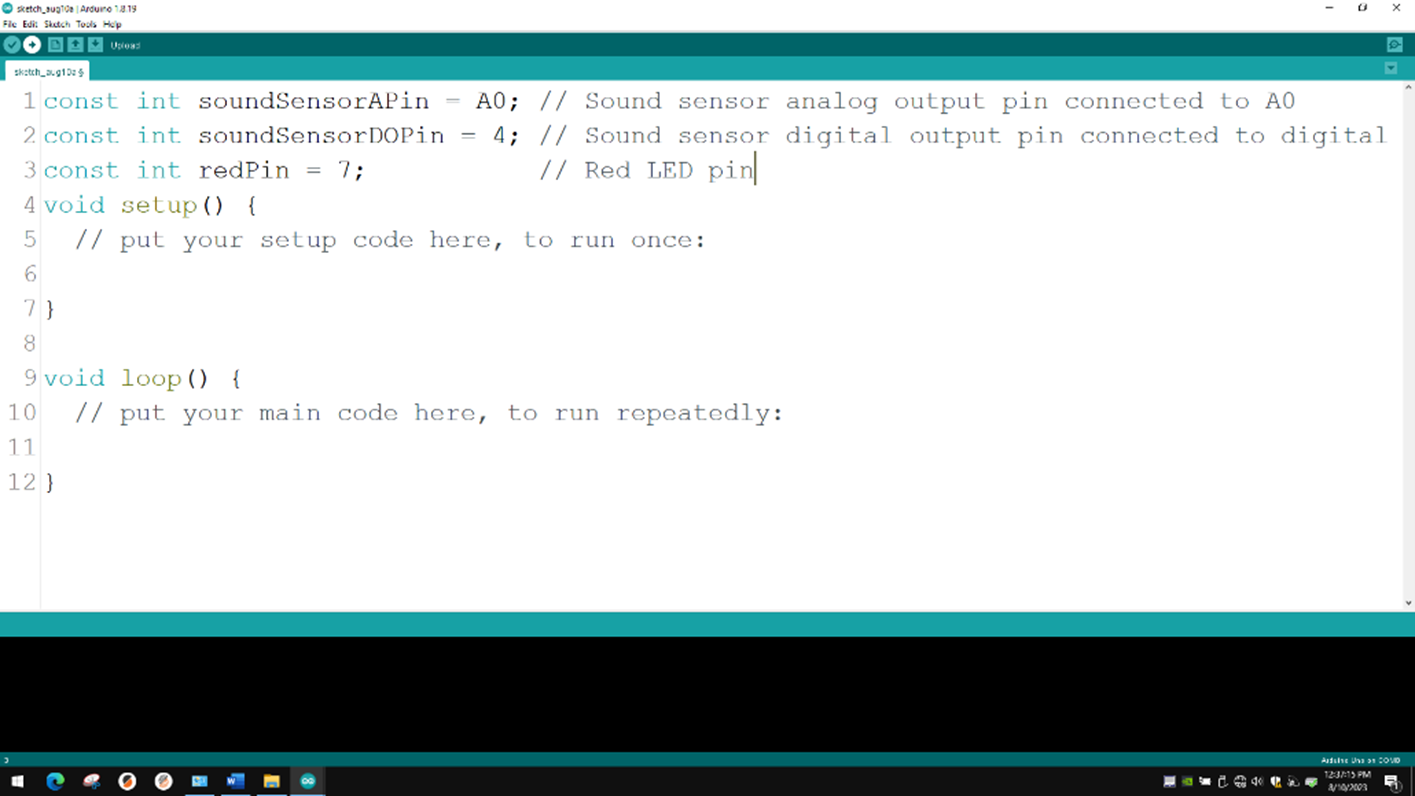 sketch_aug10a | Arduino 1.8.19
File Edit Sketch Tools Help
Upload
sketch_aug10a §
1 const int soundSensorAPin = A0; // Sound sensor analog output pin connected to A0
2 const int soundSensorDOPin = 4; // Sound sensor digital output pin connected to digital
3 const int redPin = 7; // Red LED pin
4 void setup() {
5 // put your setup code here, to run once:
6
7 }
8
9 void loop() {
10 // put your main code here, to run repeatedly:
11
12 }
3
Arduino Uno on COM8
12:37:15 PM
8/10/2023
1